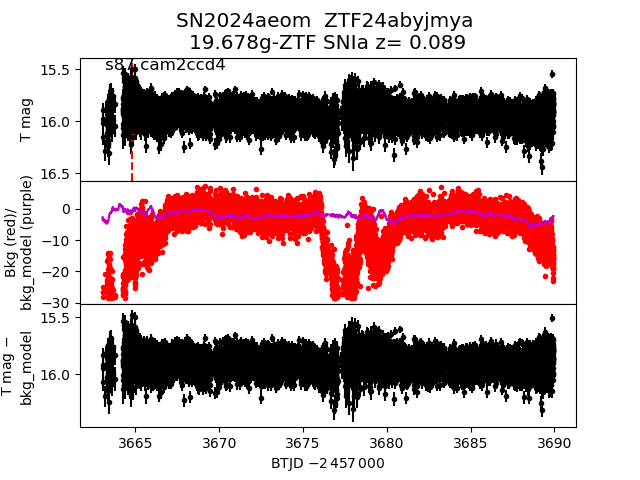 SN2024aeom  ZTF24abyjmya
19.678g-ZTF SNIa z= 0.089
s87 cam2ccd4
T mag
15.5
16.0
16.5
Bkg (red)/
bkg_model (purple)
0
−10
−20
−30
T mag −
bkg_model
15.5
16.0
3665
3670
3675
3680
3685
3690
BTJD −2 457 000